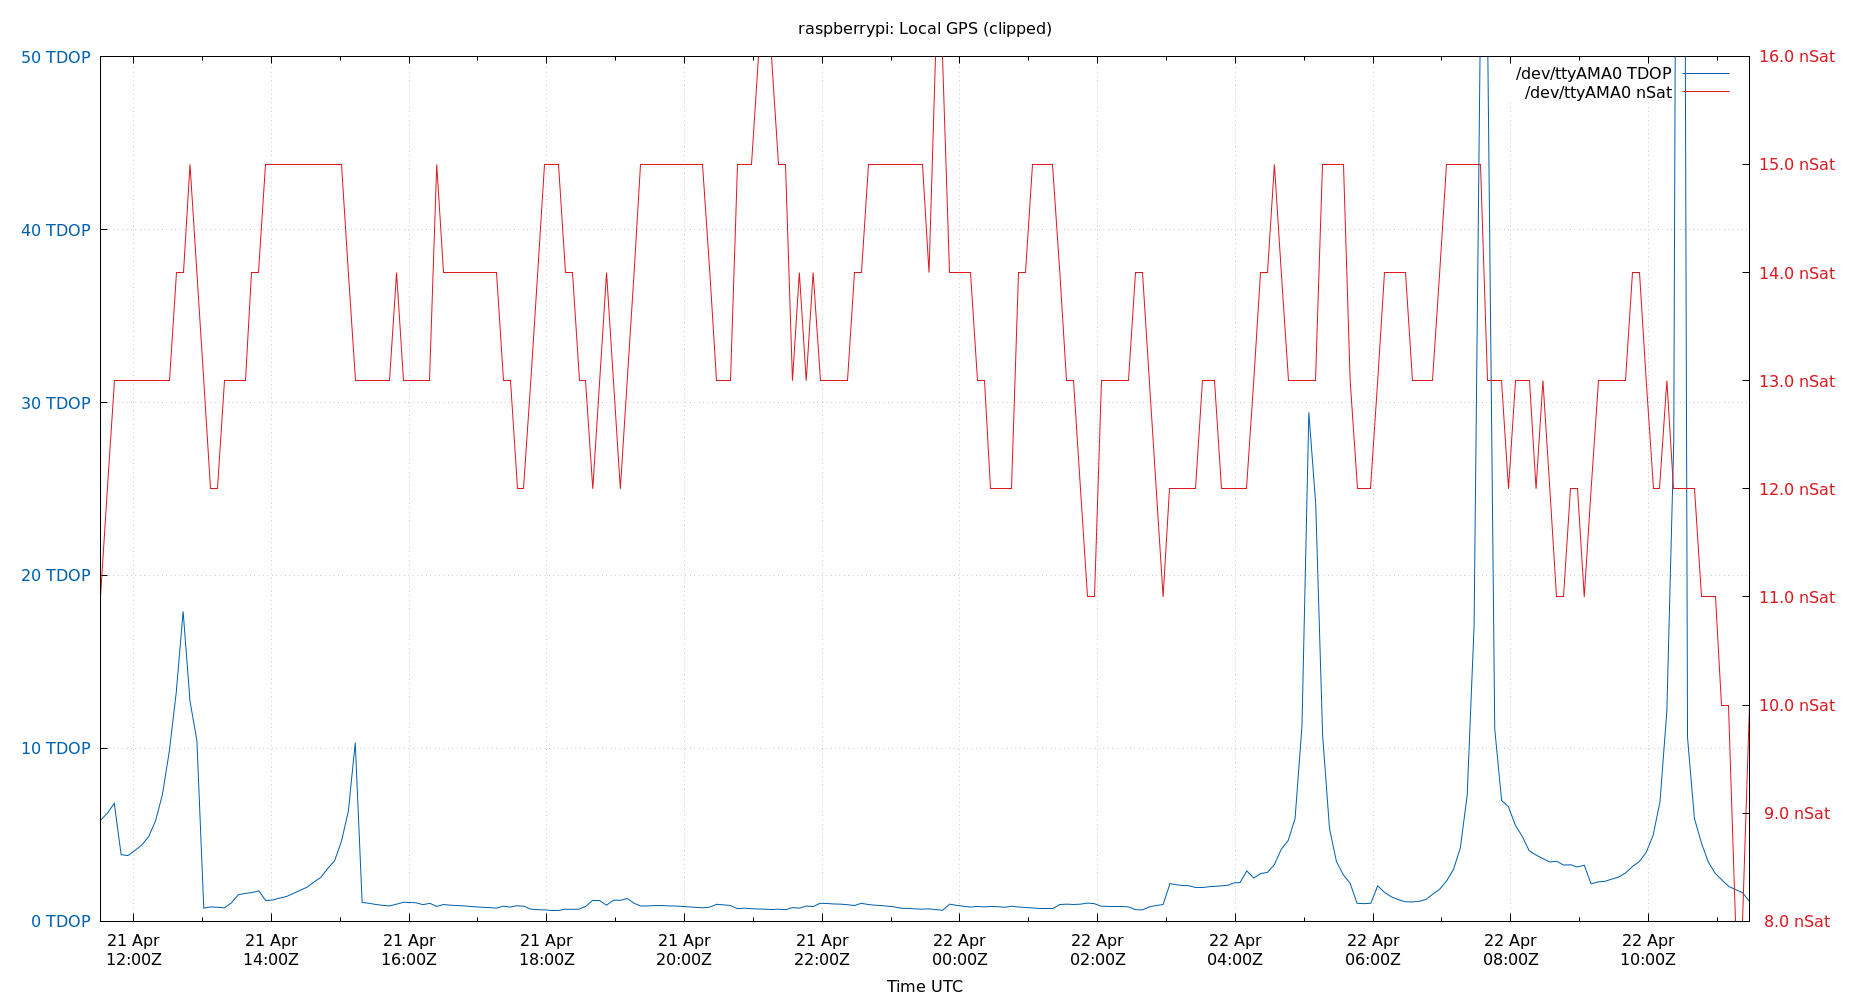 raspberrypi: Local GPS (clipped)
50 TDOP
40 TDOP
30 TDOP
20 TDOP
10 TDOP
0 TDOP
16.0 nSat
15.0 nSat
14.0 nSat
13.0 nSat
12.0 nSat
11.0 nSat
10.0 nSat
9.0 nSat
8.0 nSat
/dev/ttyAMA0 TDOP
/dev/ttyAMA0 nSat
21 Apr
12:00Z
21 Apr
14:00Z
21 Apr
16:00Z
21 Apr
18:00Z
21 Apr
20:00Z
21 Apr
22:00Z
22 Apr
00:00Z
22 Apr
02:00Z
22 Apr
04:00Z
22 Apr
06:00Z
22 Apr
08:00Z
22 Apr
10:00Z
Time UTC